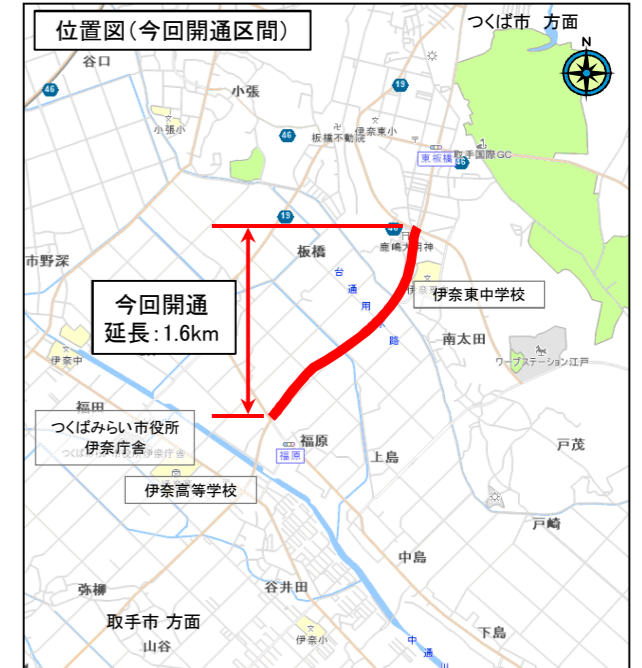 位置図（今回開通区間）
つくば市 方面
N
谷口
46
小張
19
小張小
46
板橋不動院
伊奈東小
東板橋
46
取手国際GC
19
板橋
鹿嶋大明神
市野深
台通用
路
伊奈東中学校
今回開通
延長：1.6km
南太田
ワープステーション江戸
伊奈中
福田
つくばみらい市役所
伊奈庁舎
福原
福原
上島
戸茂
伊奈高等学校
戸崎
中島
弥柳
谷井田
取手市 方面
山谷
伊奈小
下島
中通川